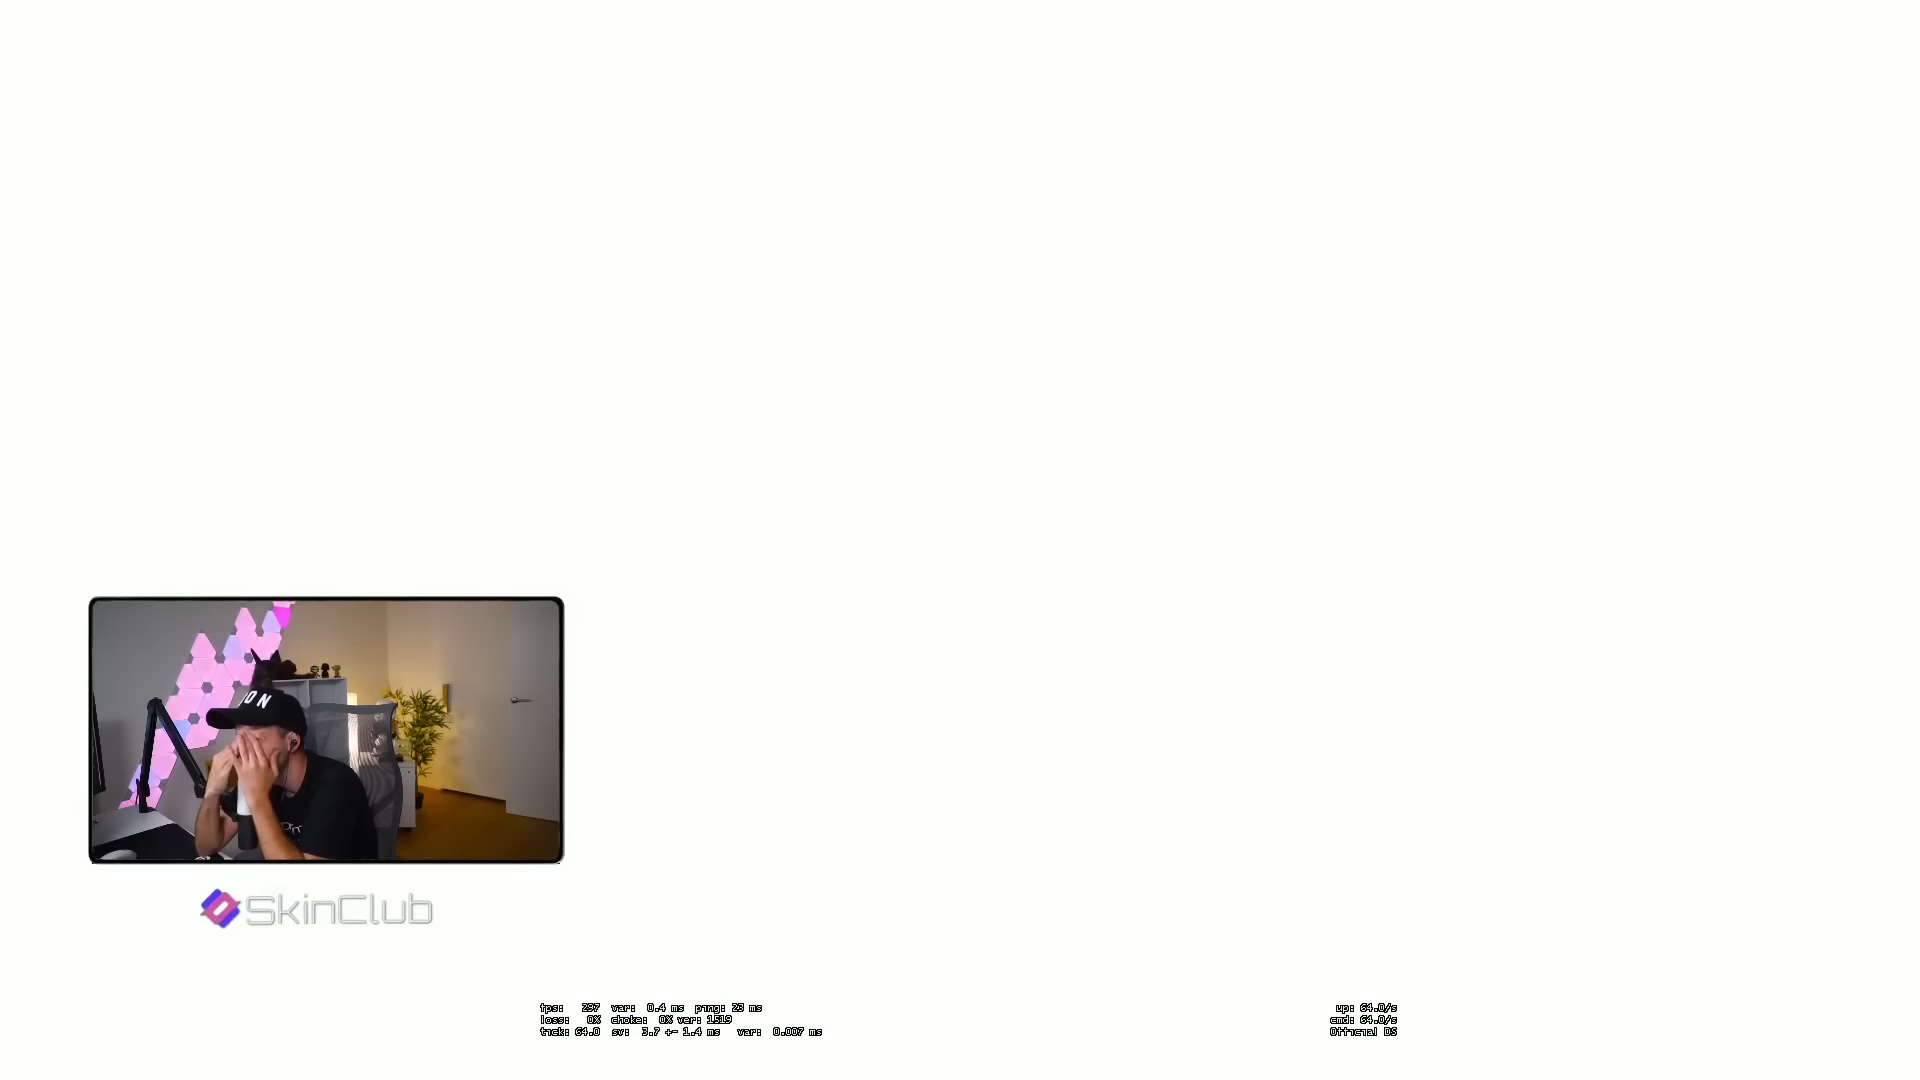 SkinClub
fps: 297 var: 0.4 ms ping: 23 ms
loss: 0% choke: 0% ver: 1519
tick: 64.0 sv: 3.7 +- 1.4 ms var: 0.007 ms
up: 64.0/s
cmd: 64.0/s
Official DS